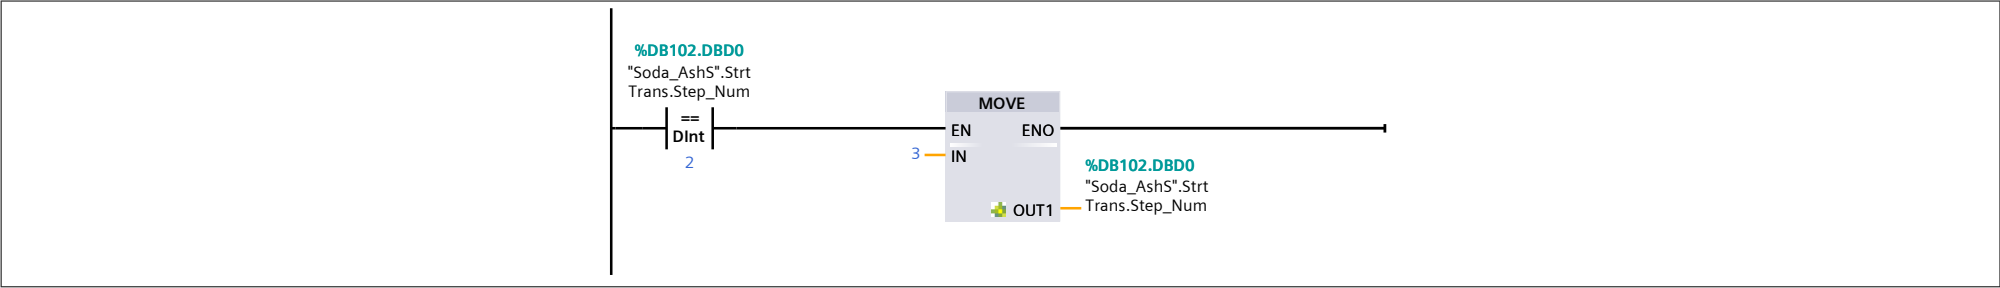 %DB102.DBD0
"Soda_AshS".Strt
Trans.Step_Num
==
DInt
2
MOVE
EN ENO
3 IN
%DB102.DBD0
"Soda_AshS".Strt
Trans.Step_Num
OUT1